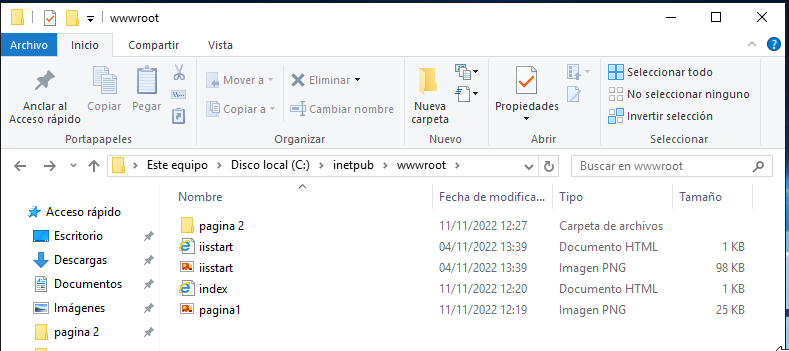 wwwroot
Archivo Inicio Compartir Vista
Anclar al Acceso rápido
Copiar
Pegar
Portapapeles
Mover a
Copiar a
Eliminar
Cambiar nombre
Organizar
Nueva carpeta
Nuevo
Propiedades
Abrir
Seleccionar todo
No seleccionar ninguno
Invertir selección
Seleccionar
Este equipo > Disco local (C:) > inetpub > wwwroot >
Buscar en wwwroot
Nombre Fecha de modifica... Tipo Tamaño
Acceso rápido
Escritorio
Descargas
Documentos
Imágenes
pagina 2
pagina 2 11/11/2022 12:27 Carpeta de archivos
iisstart 04/11/2022 13:39 Documento HTML 1 KB
iisstart 04/11/2022 13:39 Imagen PNG 98 KB
index 11/11/2022 12:20 Documento HTML 1 KB
pagina1 11/11/2022 12:19 Imagen PNG 25 KB